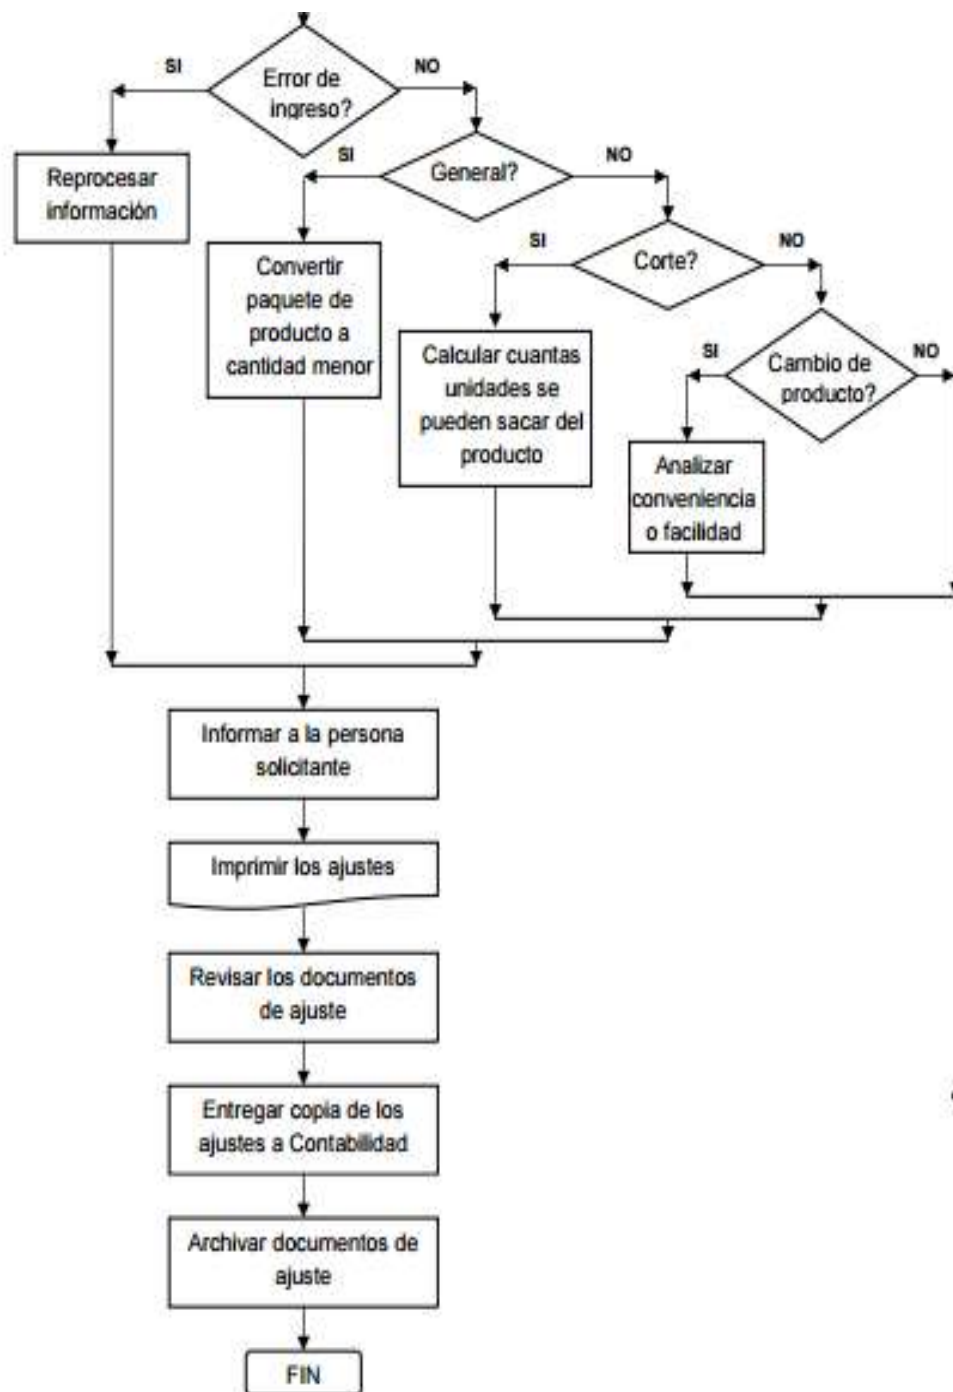 Error de
ingreso?
SI
NO
Reprocesar
información
General?
SI
NO
Convertir
paquete de
producto a
cantidad menor
Corte?
SI
NO
Calcular cuantas
unidades se
pueden sacar del
producto
Cambio de
producto?
SI
NO
Analizar
conveniencia
o facilidad
Informar a la persona
solicitante
Imprimir los ajustes
Revisar los documentos
de ajuste
Entregar copia de los
ajustes a Contabilidad
Archivar documentos de
ajuste
FIN